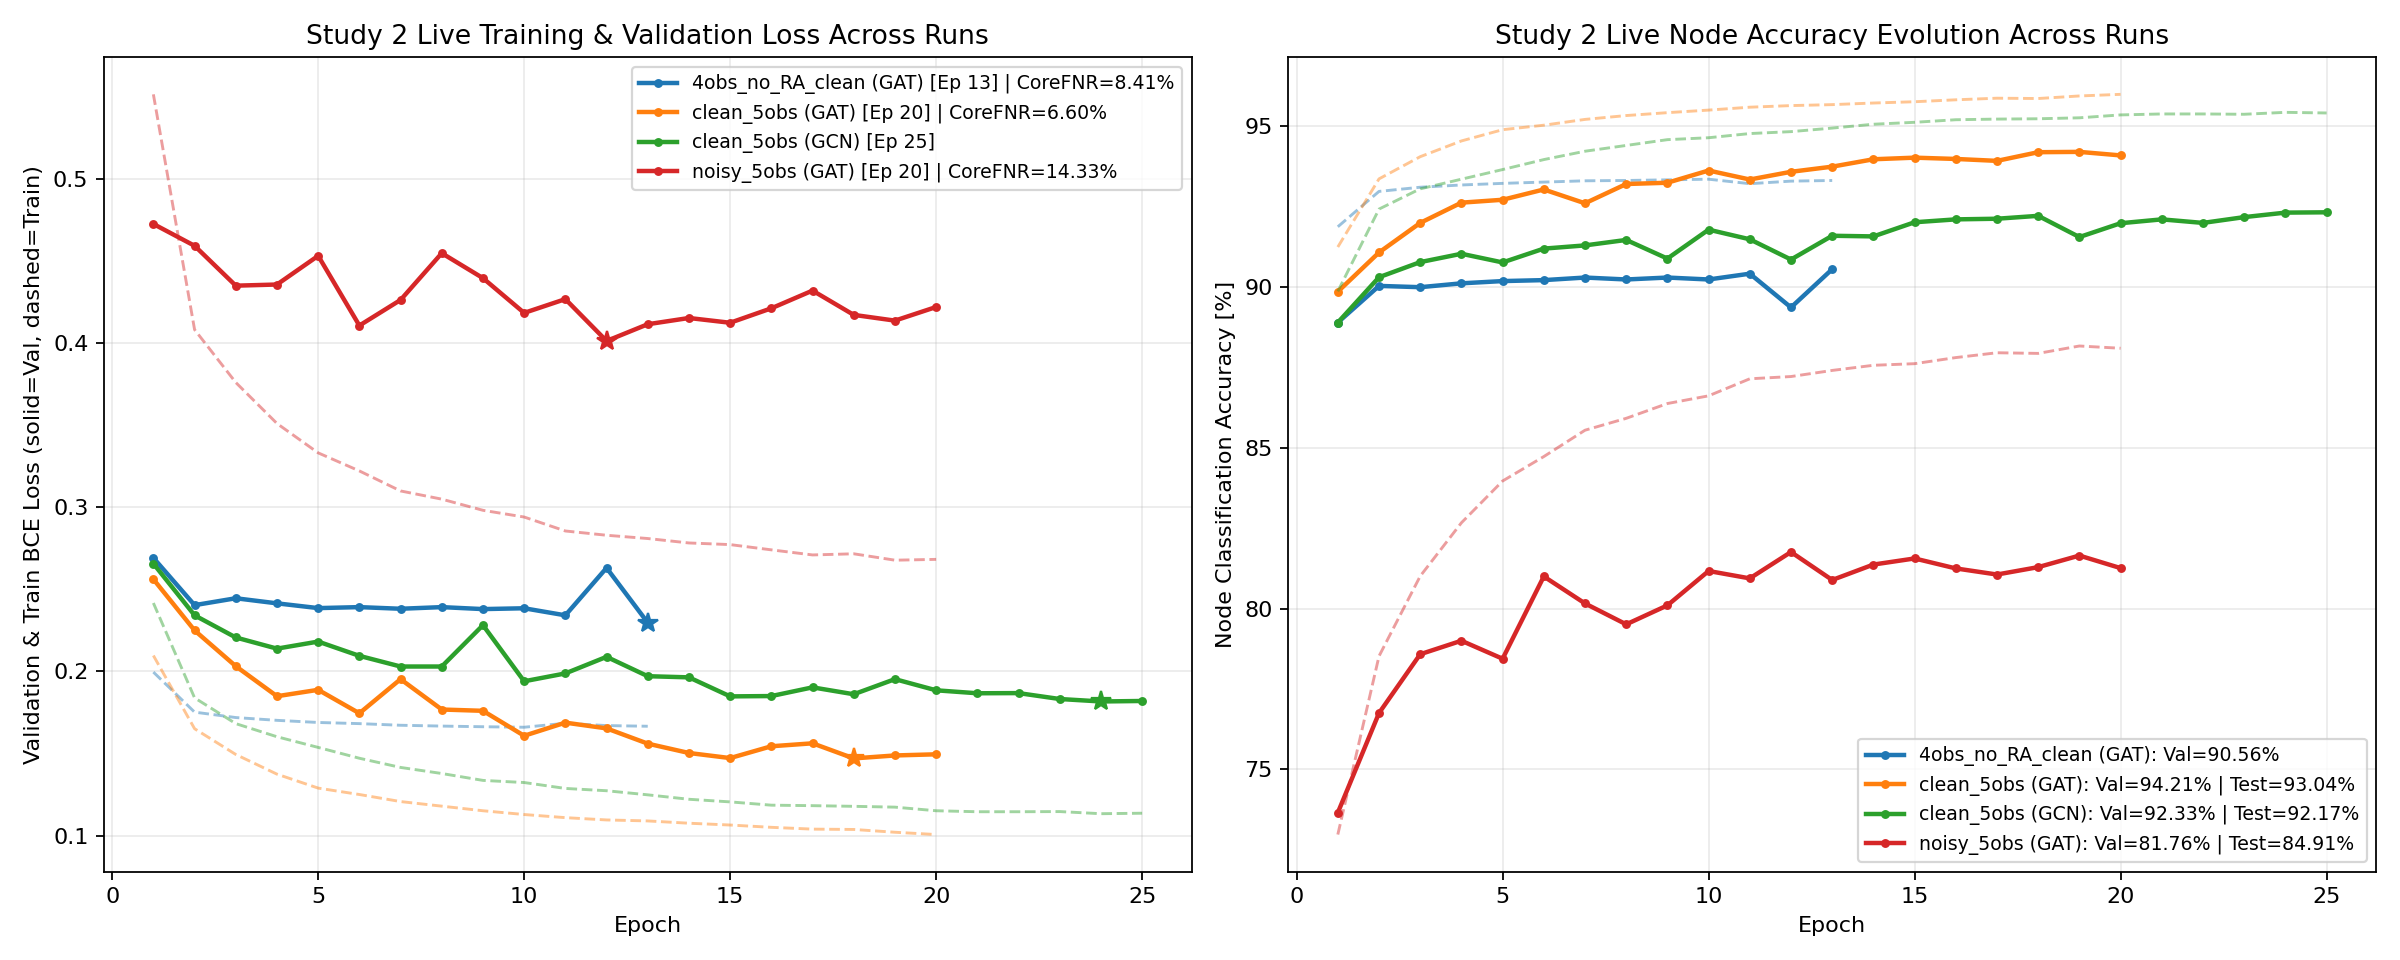 Study 2 Live Training & Validation Loss Across Runs
Validation & Train BCE Loss (solid=Val, dashed=Train)
0.5
0.4
0.3
0.2
0.1
4obs_no_RA_clean (GAT) [Ep 13] | CoreFNR=8.41%
clean_5obs (GAT) [Ep 20] | CoreFNR=6.60%
clean_5obs (GCN) [Ep 25]
noisy_5obs (GAT) [Ep 20] | CoreFNR=14.33%
0 5 10 15 20 25
Epoch
Study 2 Live Node Accuracy Evolution Across Runs
Node Classification Accuracy [%]
95
90
85
80
75
4obs_no_RA_clean (GAT): Val=90.56%
clean_5obs (GAT): Val=94.21% | Test=93.04%
clean_5obs (GCN): Val=92.33% | Test=92.17%
noisy_5obs (GAT): Val=81.76% | Test=84.91%
0 5 10 15 20 25
Epoch